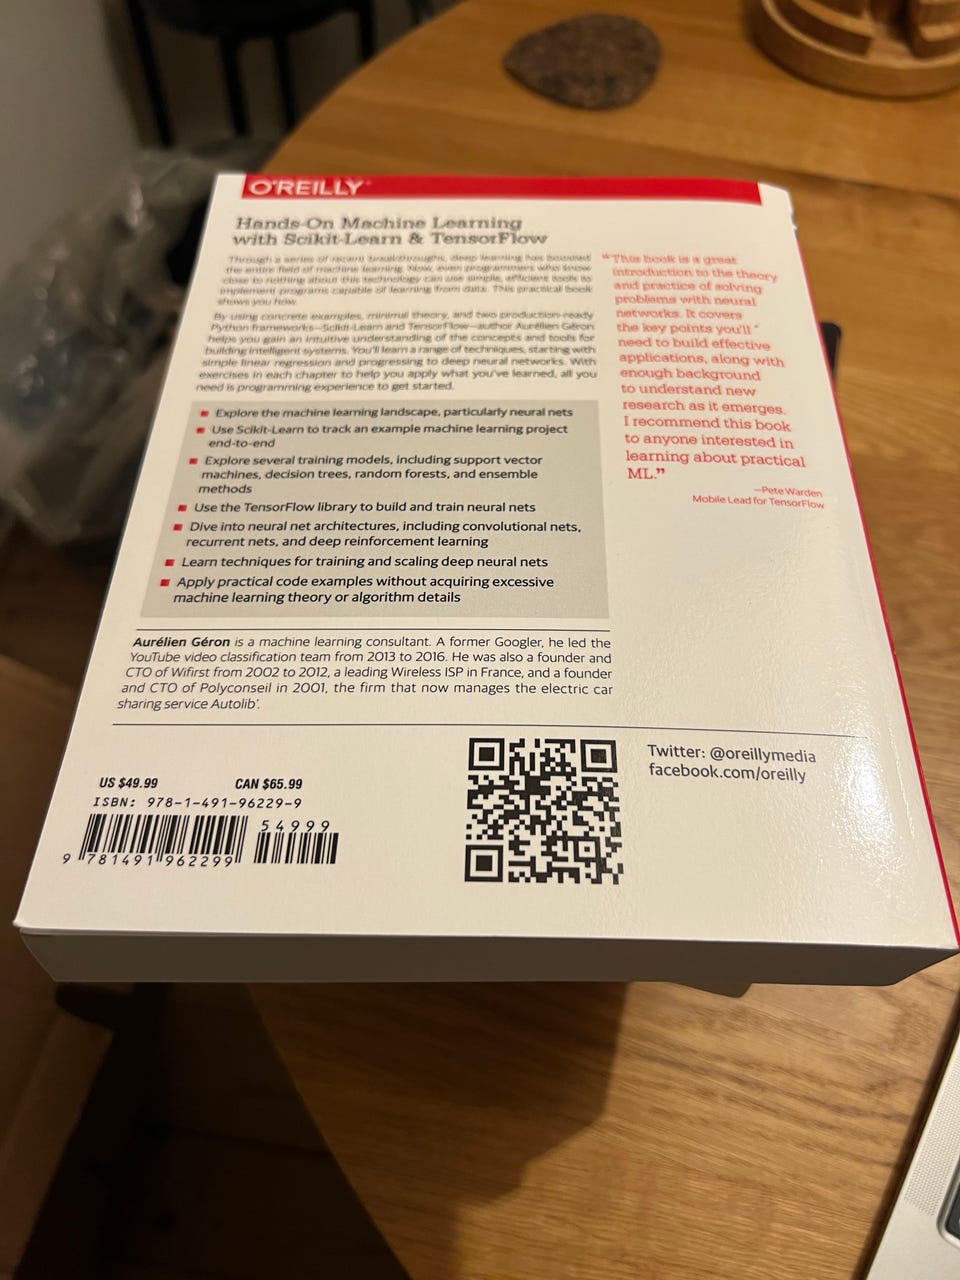 O'REILLY®
Hands-On Machine Learning
with Scikit-Learn & TensorFlow
Through a series of recent breakthroughs, deep learning has boosted
the entire field of machine learning. Now, even programmers who know
close to nothing about this technology can use simple, efficient tools to
implement programs capable of learning from data. This practical book
shows you how.
By using concrete examples, minimal theory, and two production-ready
Python frameworks—Scikit-Learn and TensorFlow—author Aurélien Géron
helps you gain an intuitive understanding of the concepts and tools for
building intelligent systems. You'll learn a range of techniques, starting with
simple linear regression and progressing to deep neural networks. With
exercises in each chapter to help you apply what you've learned, all you
need is programming experience to get started.
■ Explore the machine learning landscape, particularly neural nets
■ Use Scikit-Learn to track an example machine learning project
end-to-end
■ Explore several training models, including support vector
machines, decision trees, random forests, and ensemble
methods
■ Use the TensorFlow library to build and train neural nets
■ Dive into neural net architectures, including convolutional nets,
recurrent nets, and deep reinforcement learning
■ Learn techniques for training and scaling deep neural nets
■ Apply practical code examples without acquiring excessive
machine learning theory or algorithm details
Aurélien Géron is a machine learning consultant. A former Googler, he led the
YouTube video classification team from 2013 to 2016. He was also a founder and
CTO of Wifirst from 2002 to 2012, a leading Wireless ISP in France, and a founder
and CTO of Polyconseil in 2001, the firm that now manages the electric car
sharing service Autolib'.
“This book is a great
introduction to the theory
and practice of solving
problems with neural
networks. It covers
the key points you'll
need to build effective
applications, along with
enough background
to understand new
research as it emerges.
I recommend this book
to anyone interested in
learning about practical
ML.”
—Pete Warden
Mobile Lead for TensorFlow
US $49.99 CAN $65.99
ISBN: 978-1-491-96229-9
54999
9 781491 962299
Twitter: @oreillymedia
facebook.com/oreilly